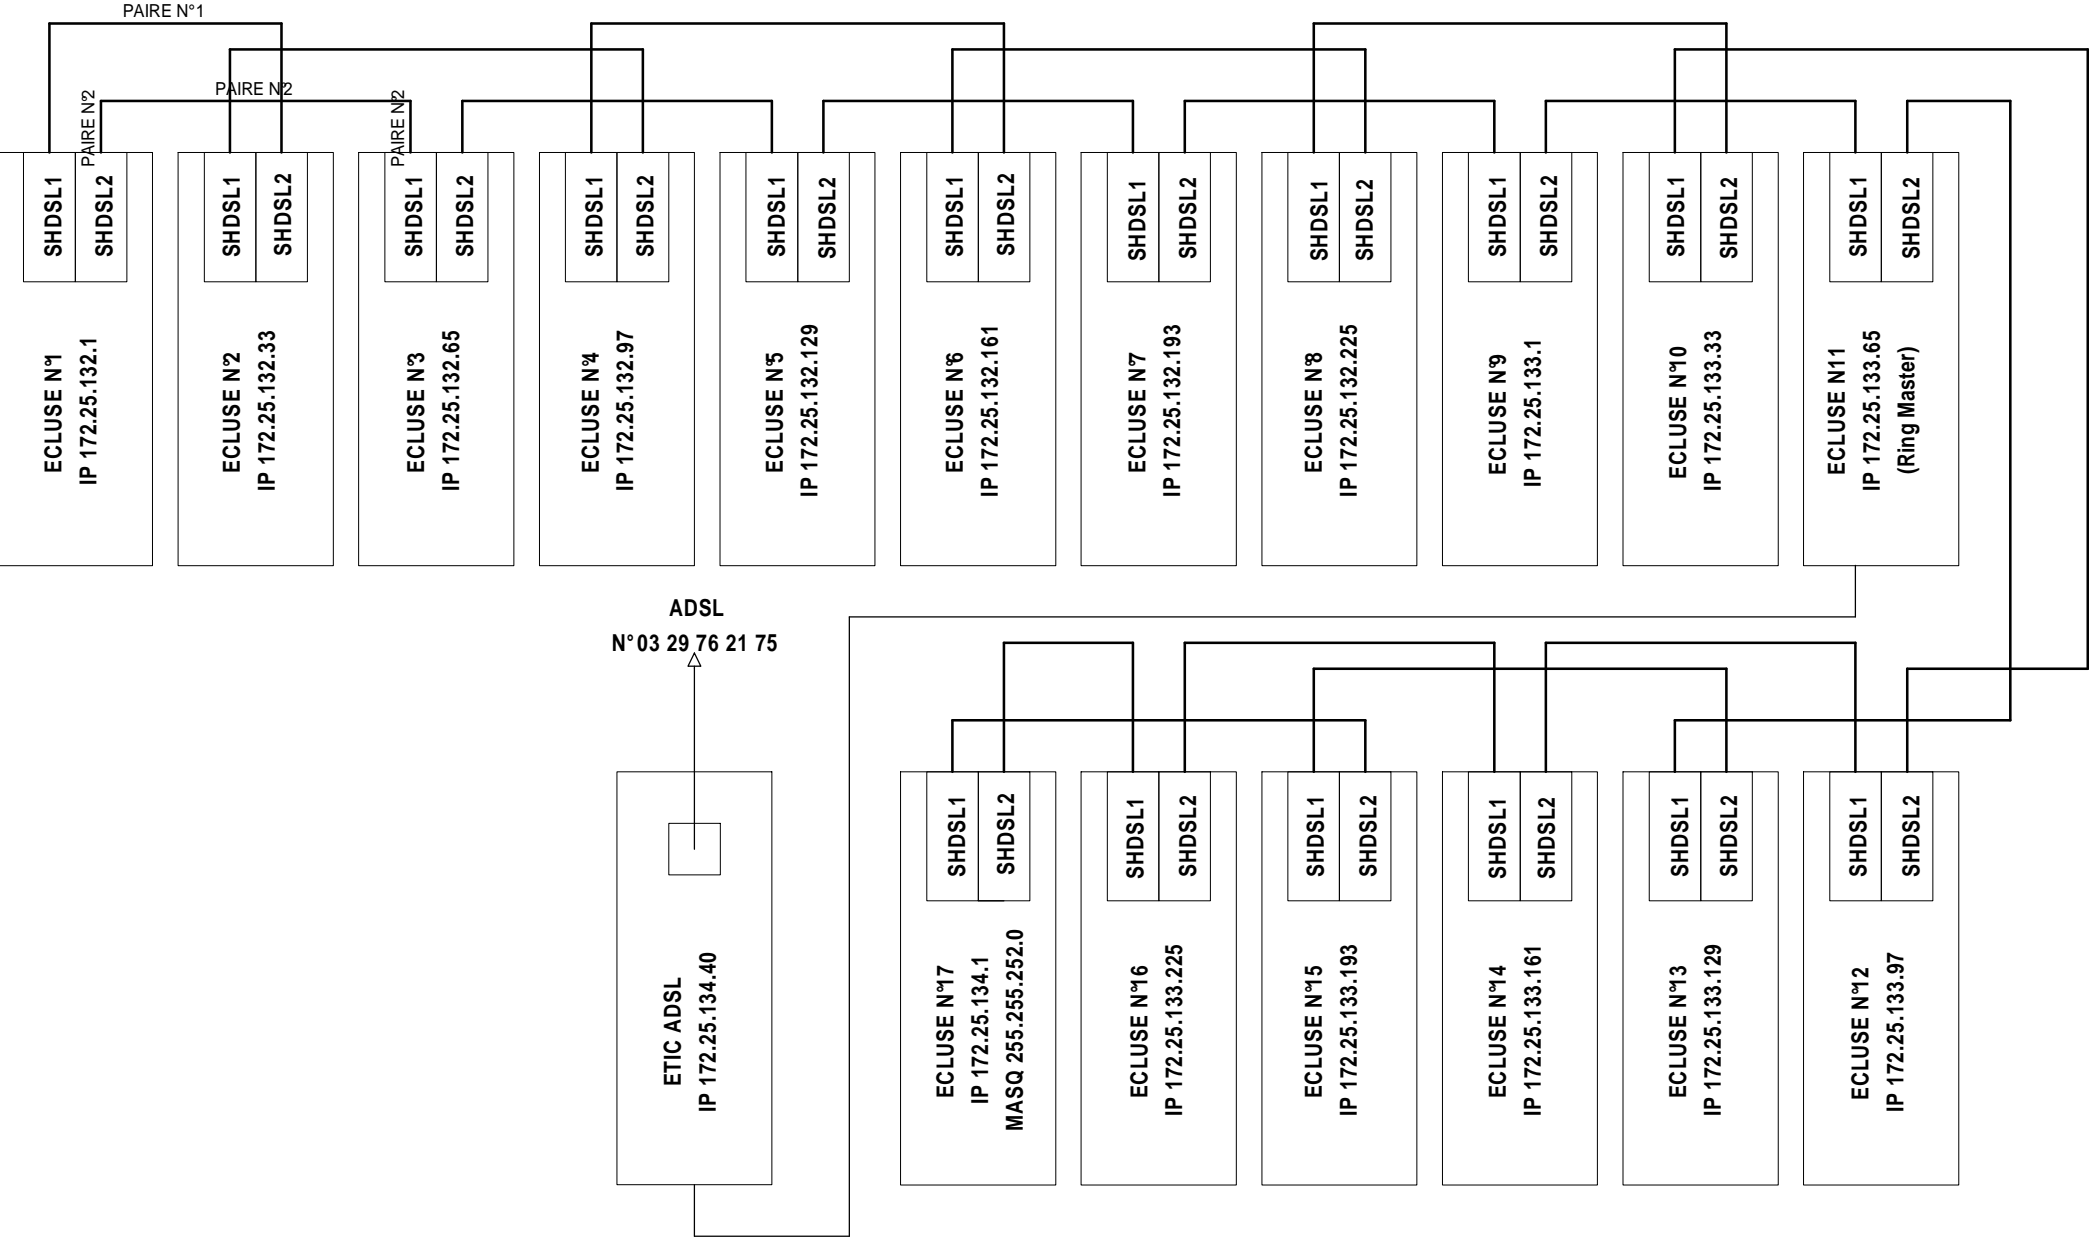 PAIRE N°1
PAIRE N°2
PAIRE N°2
PAIRE N°2
SHDSL1
SHDSL2
ECLUSE N°1
IP 172.25.132.1
SHDSL1
SHDSL2
ECLUSE N°2
IP 172.25.132.33
SHDSL1
SHDSL2
ECLUSE N°3
IP 172.25.132.65
SHDSL1
SHDSL2
ECLUSE N°4
IP 172.25.132.97
SHDSL1
SHDSL2
ECLUSE N°5
IP 172.25.132.129
SHDSL1
SHDSL2
ECLUSE N°6
IP 172.25.132.161
SHDSL1
SHDSL2
ECLUSE N°7
IP 172.25.132.193
SHDSL1
SHDSL2
ECLUSE N°8
IP 172.25.132.225
SHDSL1
SHDSL2
ECLUSE N°9
IP 172.25.133.1
SHDSL1
SHDSL2
ECLUSE N°10
IP 172.25.133.33
SHDSL1
SHDSL2
ECLUSE N11
IP 172.25.133.65
(Ring Master)
ADSL
N° 03 29 76 21 75
ETIC ADSL
IP 172.25.134.40
SHDSL1
SHDSL2
ECLUSE N°17
IP 172.25.134.1
MASQ 255.255.252.0
SHDSL1
SHDSL2
ECLUSE N°16
IP 172.25.133.225
SHDSL1
SHDSL2
ECLUSE N°15
IP 172.25.133.193
SHDSL1
SHDSL2
ECLUSE N°14
IP 172.25.133.161
SHDSL1
SHDSL2
ECLUSE N°13
IP 172.25.133.129
SHDSL1
SHDSL2
ECLUSE N°12
IP 172.25.133.97